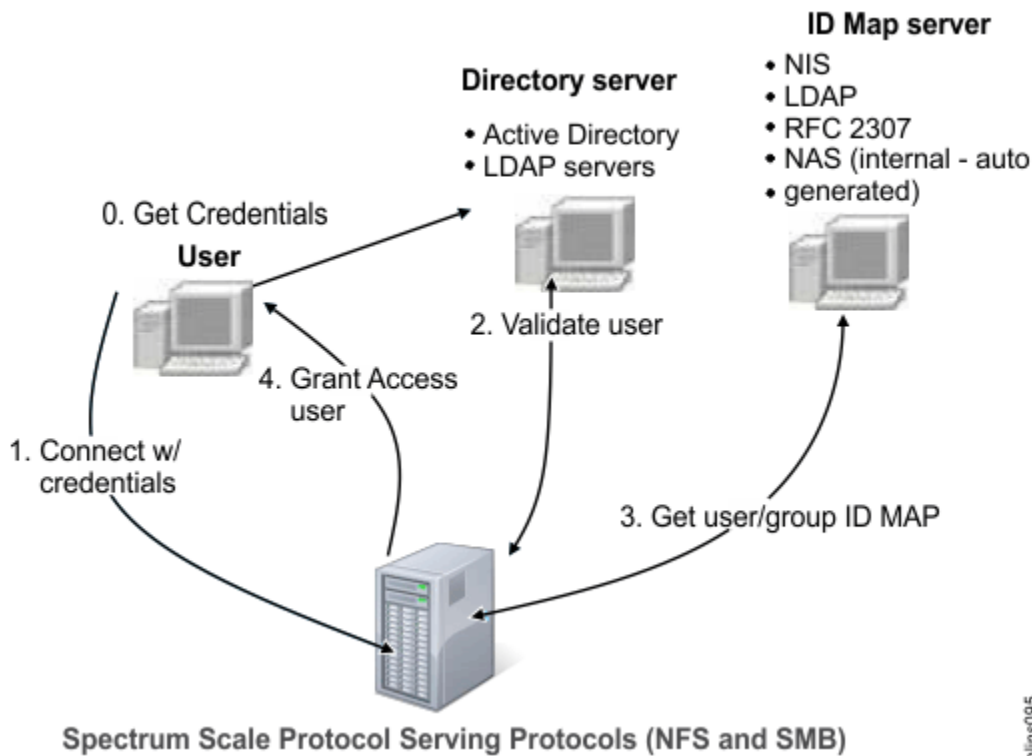 ID Map server
• NIS
• LDAP
• RFC 2307
• NAS (internal - auto
• generated)
Directory server
• Active Directory
• LDAP servers
0. Get Credentials
User
2. Validate user
4. Grant Access
user
1. Connect w/
credentials
3. Get user/group ID MAP
Spectrum Scale Protocol Serving Protocols (NFS and SMB)